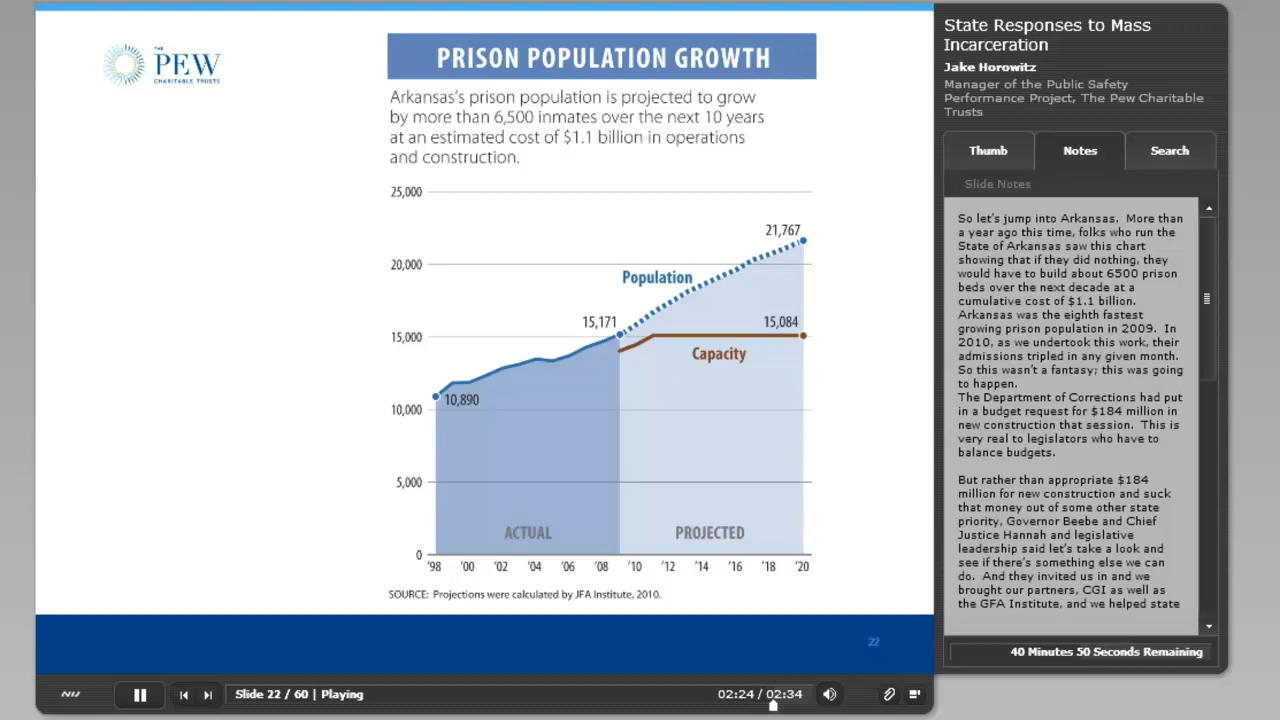 THE
PEW
CHARITABLE TRUSTS
PRISON POPULATION GROWTH
Arkansas's prison population is projected to grow
by more than 6,500 inmates over the next 10 years
at an estimated cost of $1.1 billion in operations
and construction.
25,000
21,767
20,000
Population
15,171
15,084
15,000
Capacity
10,890
10,000
5,000
ACTUAL
PROJECTED
0
'98 '00 '02 '04 '06 '08 '10 '12 '14 '16 '18 '20
SOURCE: Projections were calculated by JFA Institute, 2010.
22
Slide 22 / 60 | Playing
02:24 / 02:34
State Responses to Mass
Incarceration
Jake Horowitz
Manager of the Public Safety
Performance Project, The Pew Charitable
Trusts
Thumb Notes Search
Slide Notes
So let's jump into Arkansas. More than
a year ago this time, folks who run the
State of Arkansas saw this chart
showing that if they did nothing, they
would have to build about 6500 prison
beds over the next decade at a
cumulative cost of $1.1 billion.
Arkansas was the eighth fastest
growing prison population in 2009. In
2010, as we undertook this work, their
admissions tripled in any given month.
So this wasn't a fantasy; this was going
to happen.
The Department of Corrections had put
in a budget request for $184 million in
new construction that session. This is
very real to legislators who have to
balance budgets.
But rather than appropriate $184
million for new construction and suck
that money out of some other state
priority, Governor Beebe and Chief
Justice Hannah and legislative
leadership said let's take a look and
see if there's something else we can
do. And they invited us in and we
brought our partners, CGI as well as
the GFA Institute, and we helped state
40 Minutes 50 Seconds Remaining